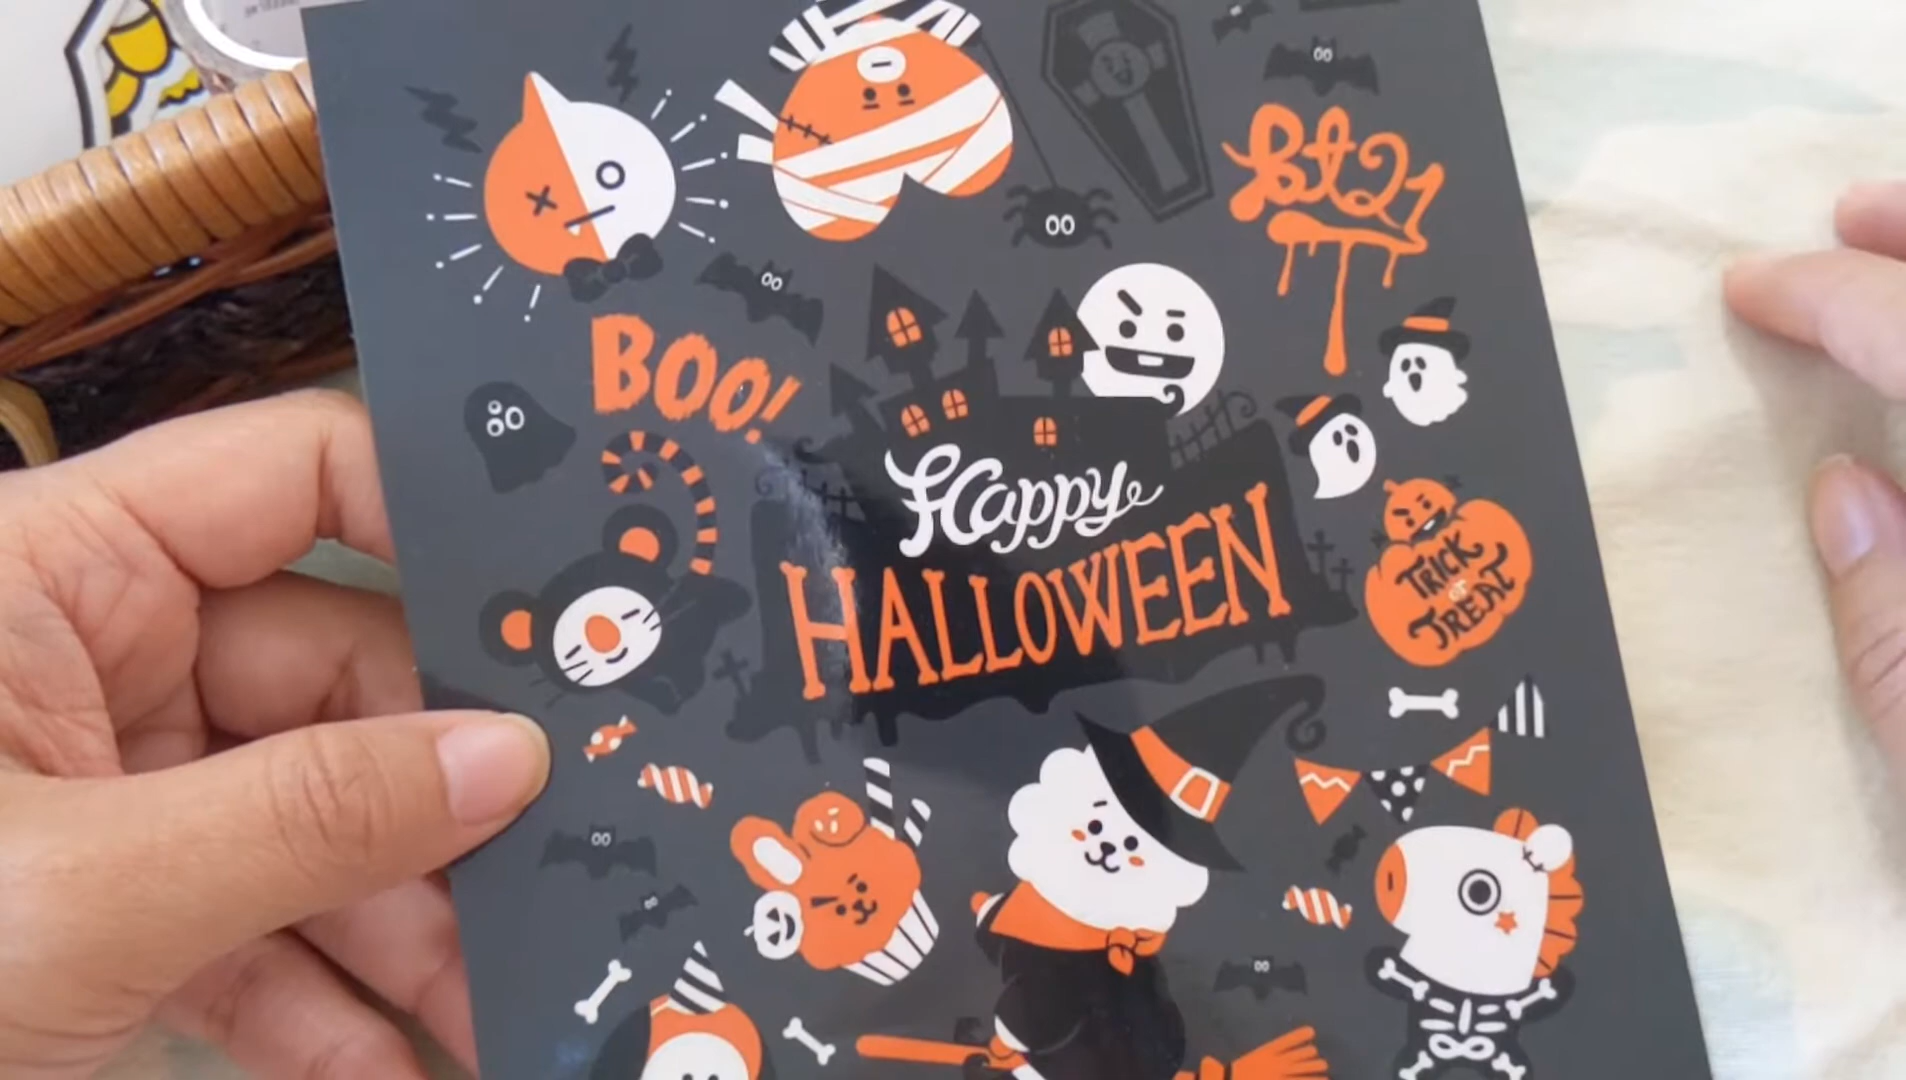 bt21
BOO!
Happy
HALLOWEEN
TRICK
or
TREAT